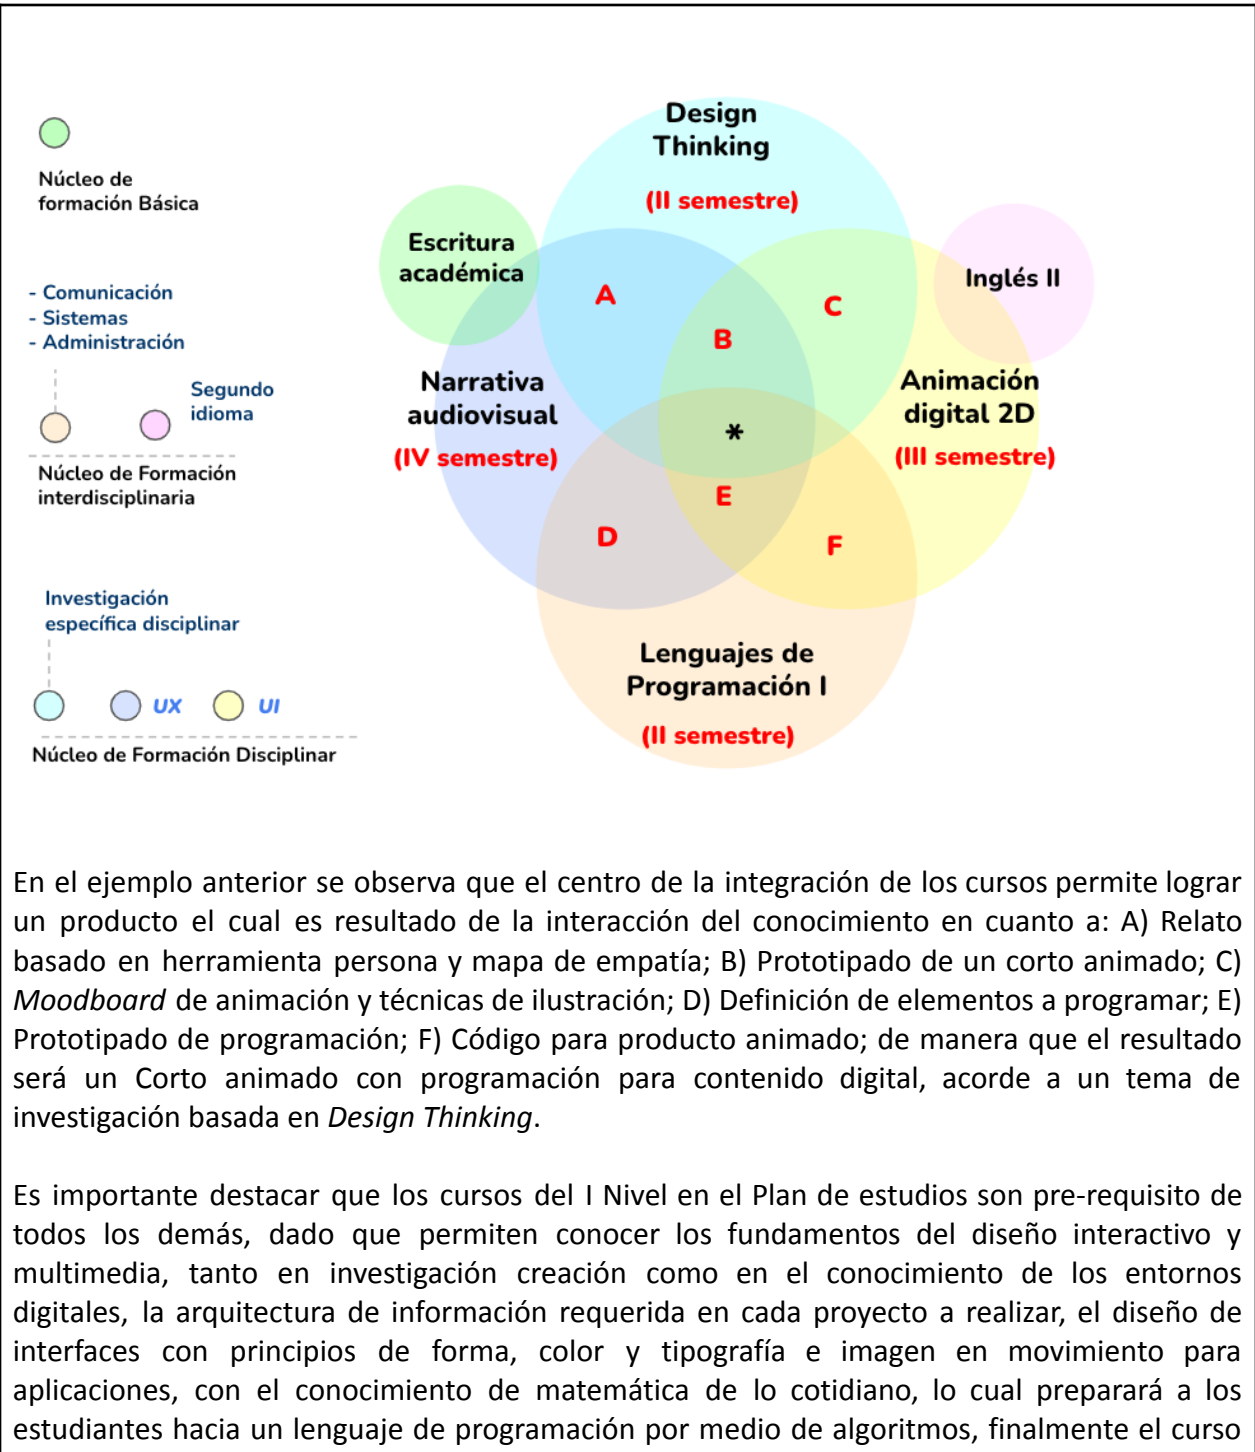 Design
Thinking
(II semestre)
Núcleo de
formación Básica
Escritura
académica
Inglés II
A
C
B
- Comunicación
- Sistemas
- Administración
Segundo
idioma
Narrativa
audiovisual
(IV semestre)
Animación
digital 2D
(III semestre)
*
Núcleo de Formación
interdisciplinaria
E
D
F
Investigación
específica disciplinar
UX
UI
Núcleo de Formación Disciplinar
Lenguajes de
Programación I
(II semestre)
En el ejemplo anterior se observa que el centro de la integración de los cursos permite lograr
un producto el cual es resultado de la interacción del conocimiento en cuanto a: A) Relato
basado en herramienta persona y mapa de empatía; B) Prototipado de un corto animado; C)
Moodboard de animación y técnicas de ilustración; D) Definición de elementos a programar; E)
Prototipado de programación; F) Código para producto animado; de manera que el resultado
será un Corto animado con programación para contenido digital, acorde a un tema de
investigación basada en Design Thinking.
Es importante destacar que los cursos del I Nivel en el Plan de estudios son pre-requisito de
todos los demás, dado que permiten conocer los fundamentos del diseño interactivo y
multimedia, tanto en investigación creación como en el conocimiento de los entornos
digitales, la arquitectura de información requerida en cada proyecto a realizar, el diseño de
interfaces con principios de forma, color y tipografía e imagen en movimiento para
aplicaciones, con el conocimiento de matemática de lo cotidiano, lo cual preparará a los
estudiantes hacia un lenguaje de programación por medio de algoritmos, finalmente el curso